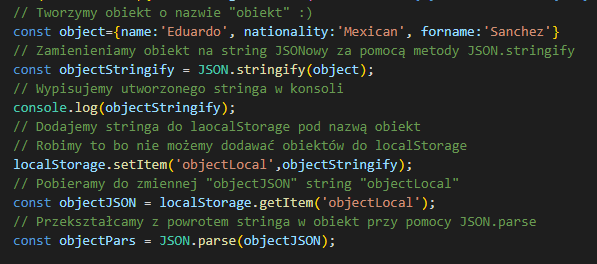 // Tworzymy obiekt o nazwie "obiekt" :)
const object={name:'Eduardo', nationality:'Mexican', forname:'Sanchez'}
// Zamienieniamy obiekt na string JSONowy za pomocą metody JSON.stringify
const objectStringify = JSON.stringify(object);
// Wypisujemy utworzonego stringa w konsoli
console.log(objectStringify);
// Dodajemy stringa do laocalStorage pod nazwą obiekt
// Robimy to bo nie możemy dodawać obiektów do localStorage
localStorage.setItem('objectLocal',objectStringify);
// Pobieramy do zmiennej "objectJSON" string "objectLocal"
const objectJSON = localStorage.getItem('objectLocal');
// Przekształcamy z powrotem stringa w obiekt przy pomocy JSON.parse
const objectPars = JSON.parse(objectJSON);